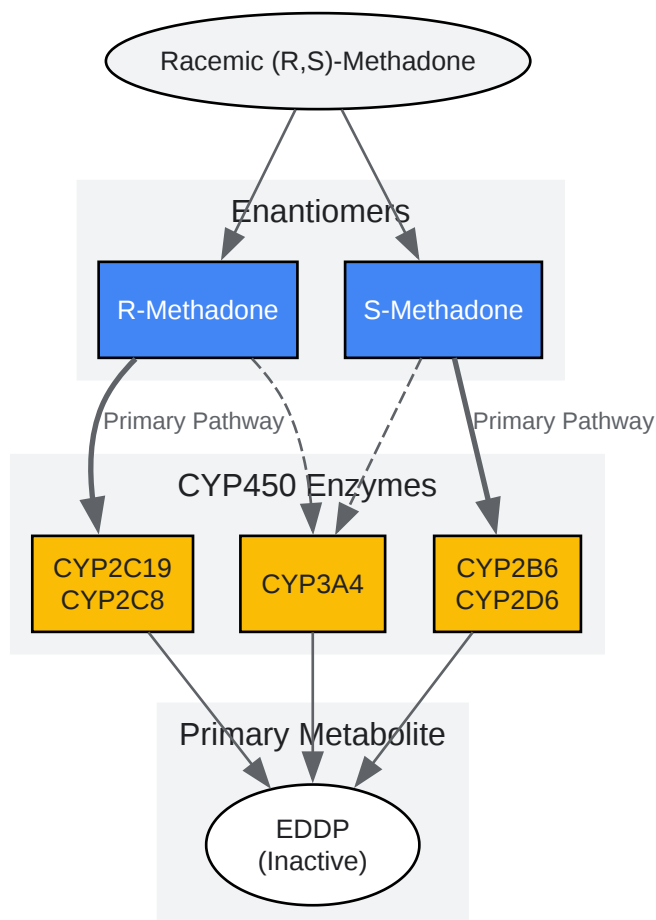 Racemic (R,S)-Methadone
Enantiomers
R-Methadone
S-Methadone
Primary Pathway
Primary Pathway
CYP450 Enzymes
CYP2C19
CYP2C8
CYP3A4
CYP2B6
CYP2D6
Primary Metabolite
EDDP
(Inactive)